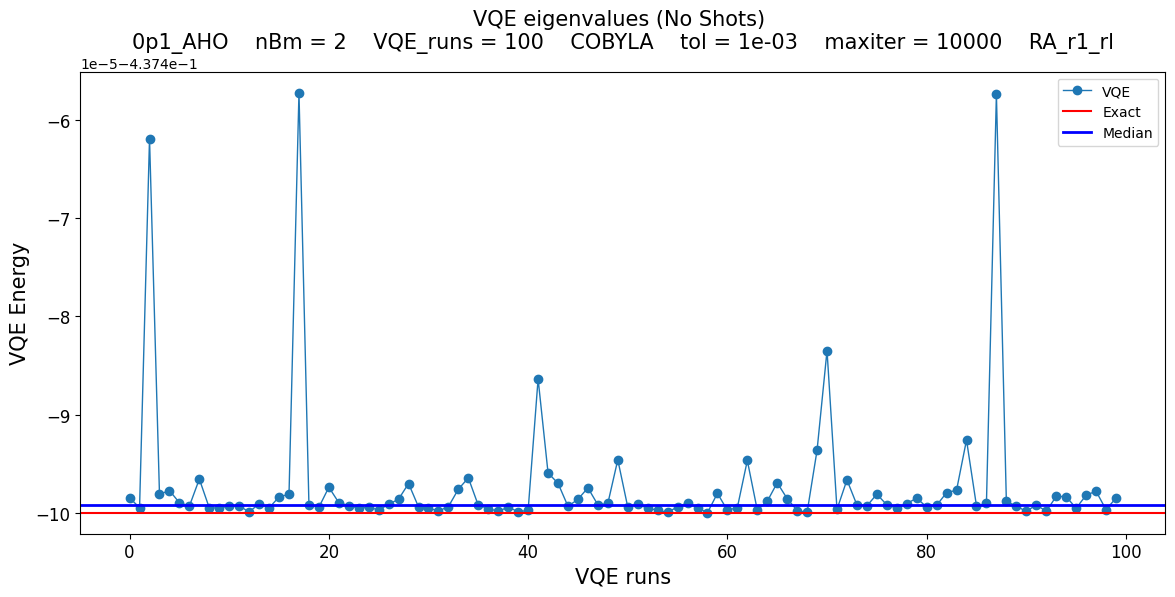 VQE eigenvalues (No Shots)
0p1_AHO nBm = 2 VQE_runs = 100 COBYLA tol = 1e-03 maxiter = 10000 RA_r1_rl
1e−5−4.374e−1
VQE
Exact
Median
−6
−7
−8
−9
−10
VQE Energy
0 20 40 60 80 100
VQE runs